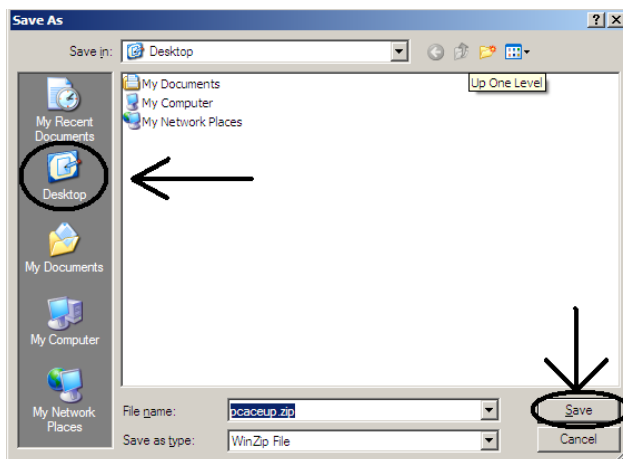 Save As
Save in:
Desktop
Up One Level
My Recent
Documents
Desktop
My Documents
My Computer
My Network
Places
My Documents
My Computer
My Network Places
File name:
pcaceup.zip
Save
Save as type:
WinZip File
Cancel